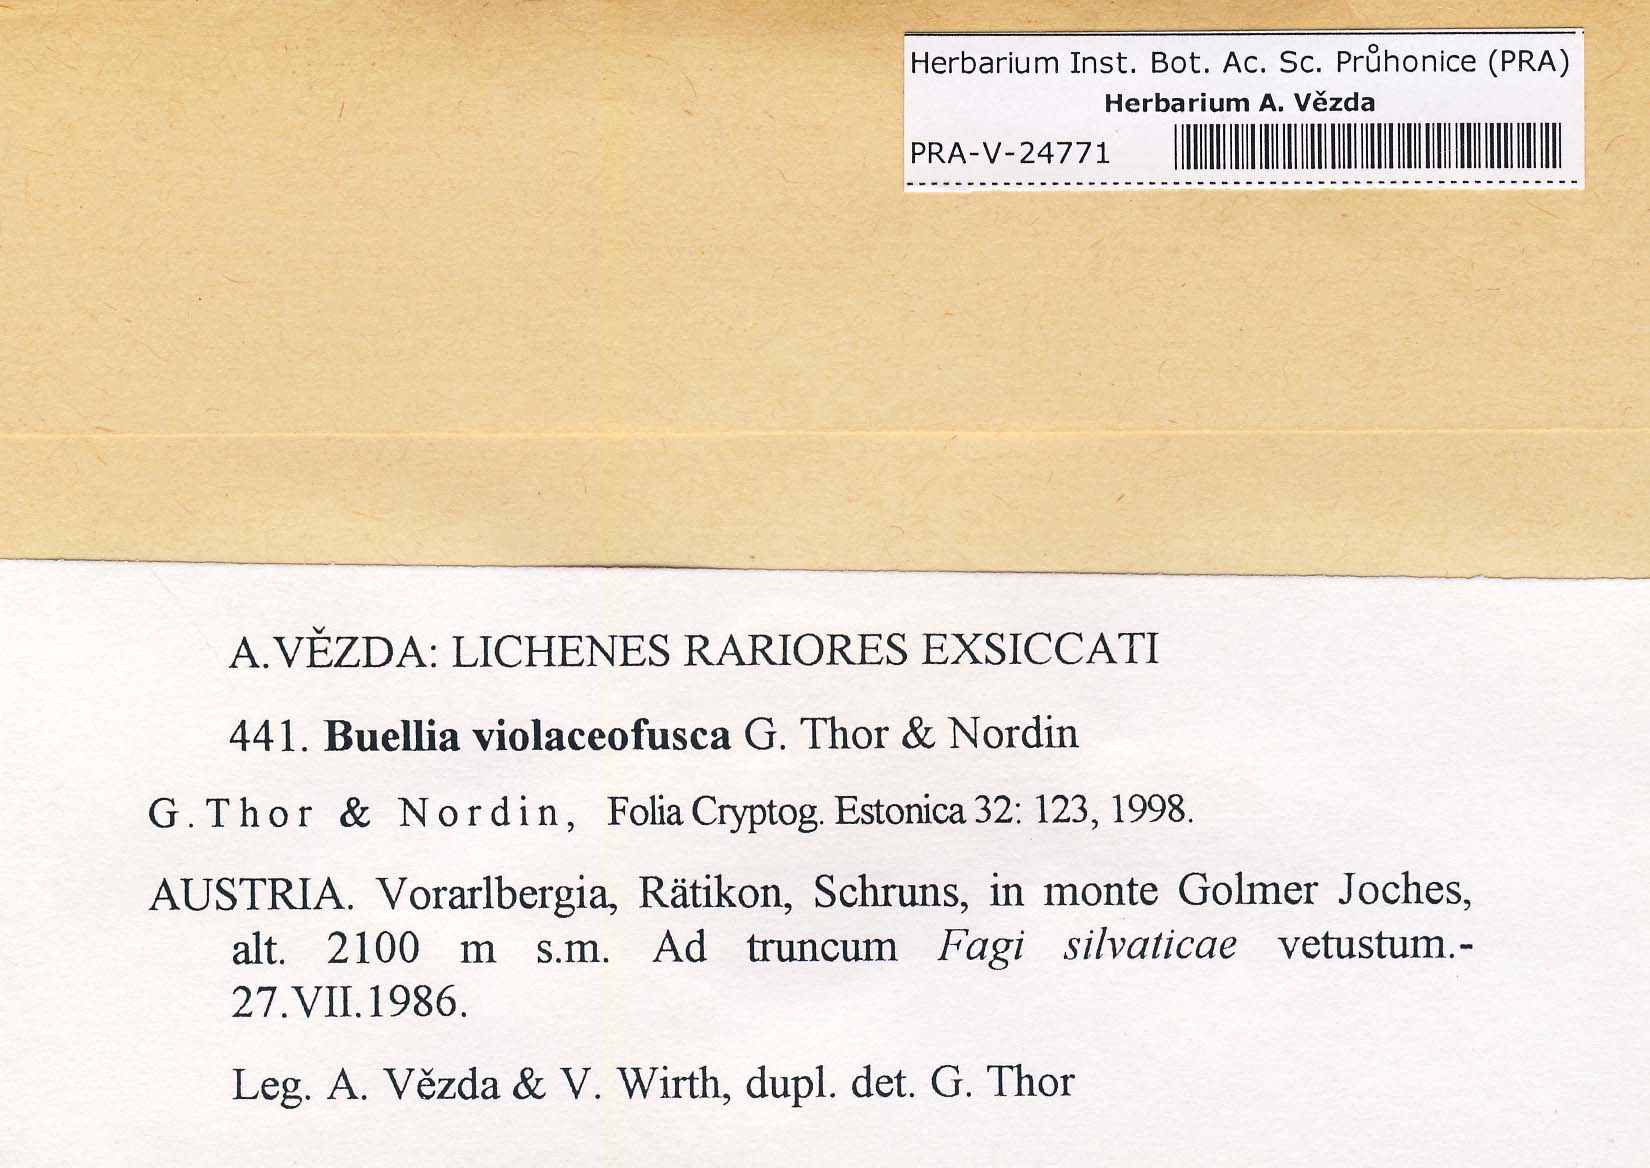 Herbarium Inst. Bot. Ac. Sc. Průhonice (PRA)
Herbarium A. Vězda
PRA-V-24771
A.VĚZDA: LICHENES RARIORES EXSICCATI
441. Buellia violaceofusca G. Thor & Nordin
G.Thor & Nordin, Folia Cryptog. Estonica 32: 123, 1998.
AUSTRIA. Vorarlbergia, Rätikon, Schruns, in monte Golmer Joches,
alt. 2100 m s.m. Ad truncum Fagi silvaticae vetustum.-
27.VII.1986.
Leg. A. Vězda & V. Wirth, dupl. det. G. Thor